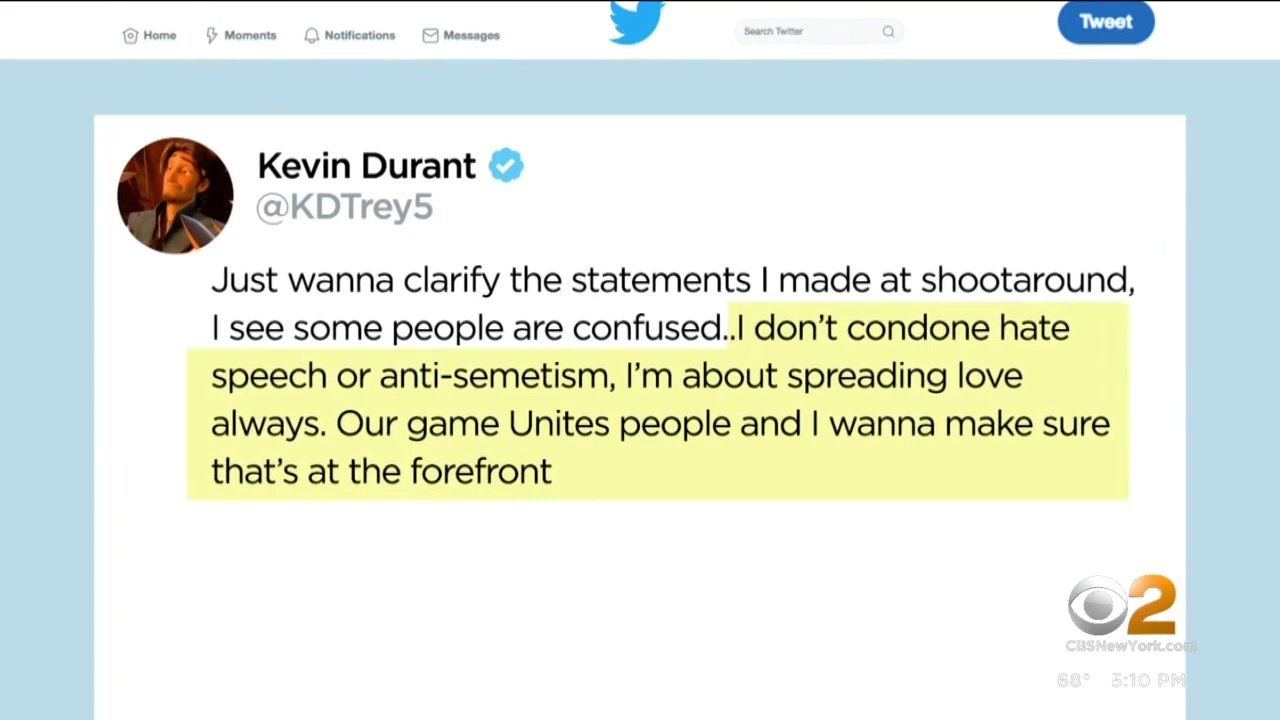 Home Moments Notifications Messages Search Twitter Tweet
Kevin Durant
@KDTrey5
Just wanna clarify the statements I made at shootaround,
I see some people are confused..I don't condone hate
speech or anti-semetism, I'm about spreading love
always. Our game Unites people and I wanna make sure
that's at the forefront
2
CBSNewYork.com
68° 5:10 PM